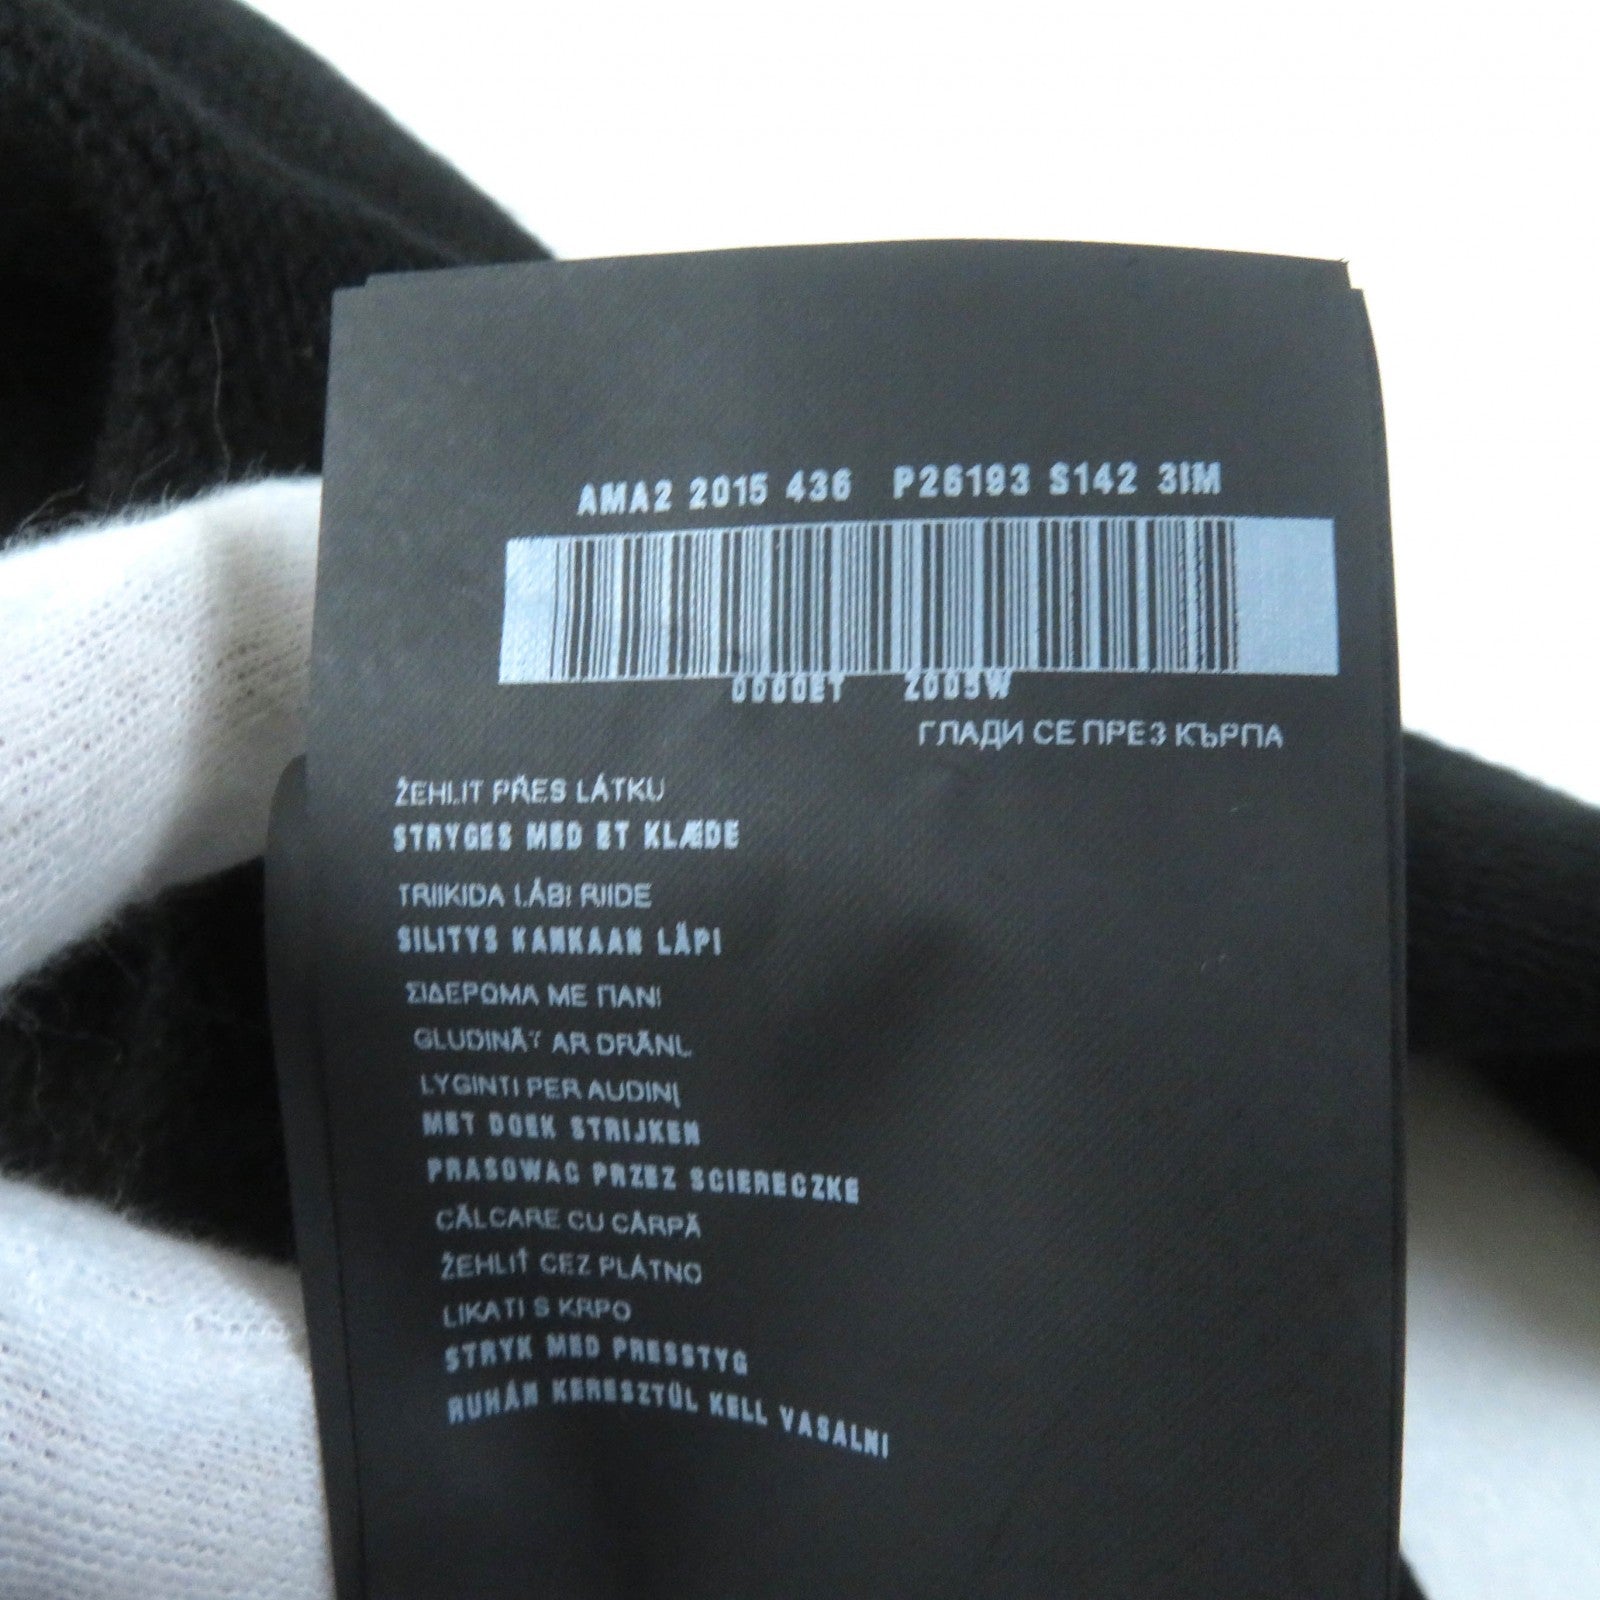 AMA2 2015 436 P26193 S142 3IM
0000ET 2005W
ГЛАДИ СЕ ПРЕЗ КЪРПА
ŽEHLIT PŘES LÁTKU
STRYGES MED ET KLÆDE
TRIIKIDA LÄBI RIIDE
SILITYS KANKAAN LÄPI
ΣΙΔΕΡΩΜΑ ΜΕ ΠΑΝΙ
GLUDINĀT AR DRĀNU
LYGINTI PER AUDINĮ
MET DOEK STRIJKEN
PRASOWAC PRZEZ SCIERECZKE
CĂLCARE CU CÂRPĂ
ŽEHLIŤ CEZ PLÁTNO
LIKATI S KRPO
STRYK MED PRESSTYG
RUHÁN KERESZTÜL KELL VASALNI